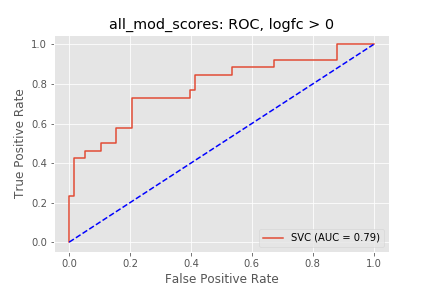 all_mod_scores: ROC, logfc > 0
True Positive Rate
1.0
0.8
0.6
0.4
0.2
0.0
SVC (AUC = 0.79)
0.0 0.2 0.4 0.6 0.8 1.0
False Positive Rate